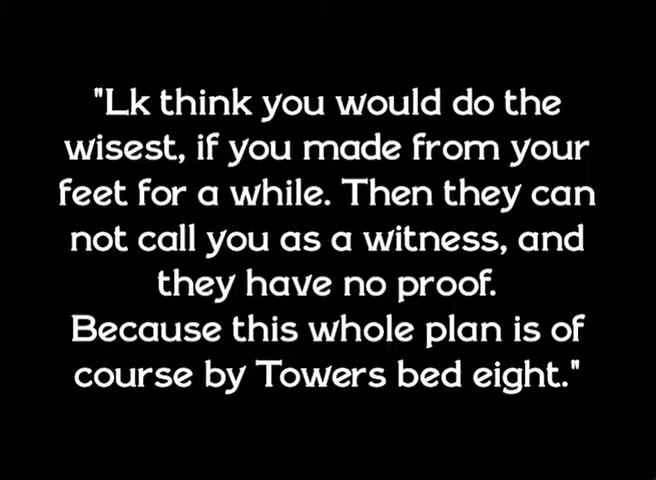 "Lk think you would do the
wisest, if you made from your
feet for a while. Then they can
not call you as a witness, and
they have no proof.
Because this whole plan is of
course by Towers bed eight."